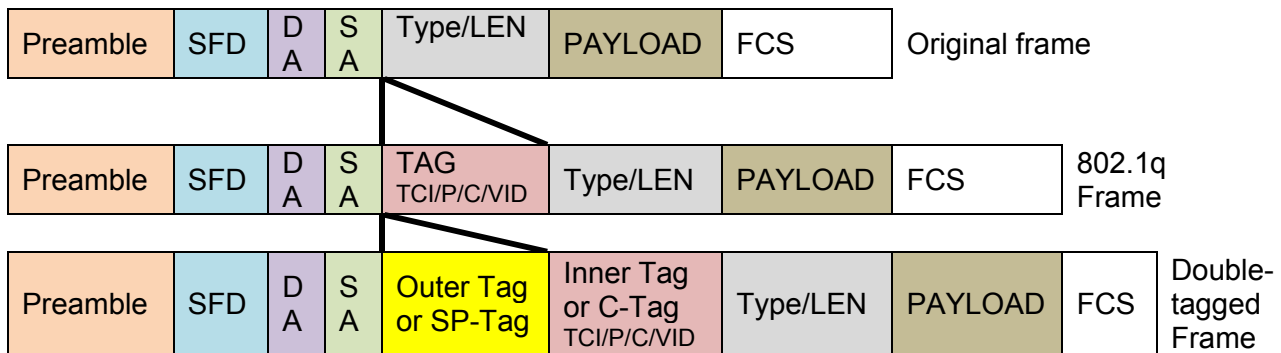 Preamble SFD D A S A Type/LEN PAYLOAD FCS Original frame
Preamble SFD D A S A TAG TCI/P/C/VID Type/LEN PAYLOAD FCS 802.1q Frame
Preamble SFD D A S A Outer Tag or SP-Tag Inner Tag or C-Tag TCI/P/C/VID Type/LEN PAYLOAD FCS Double-tagged Frame